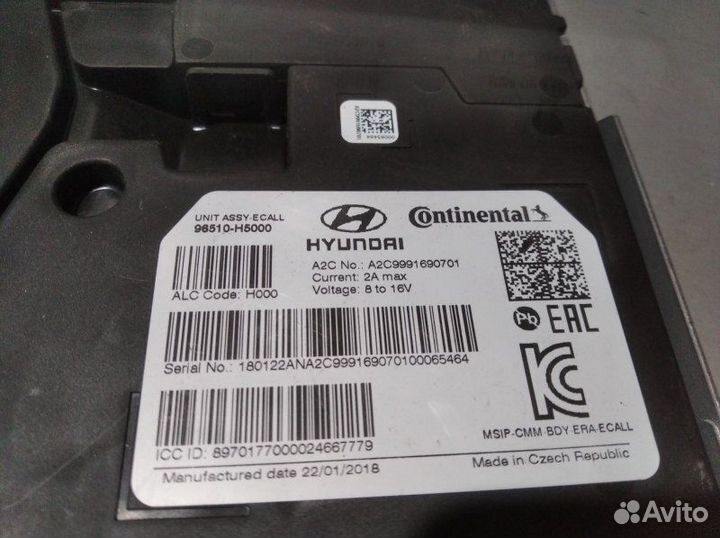 UNIT ASSY-ECALL
96510-H5000
HYUNDAI
Continental
A2C No.: A2C9991690701
Current: 2A max
Voltage: 8 to 16V
ALC Code: H000
Pb
EAC
Serial No.: 180122ANA2C999169070100065464
MSIP-CMM-BDY-ERA-ECALL
ICC ID: 8970177000024667779
Manufactured date 22/01/2018
Made in Czech Republic
Avito